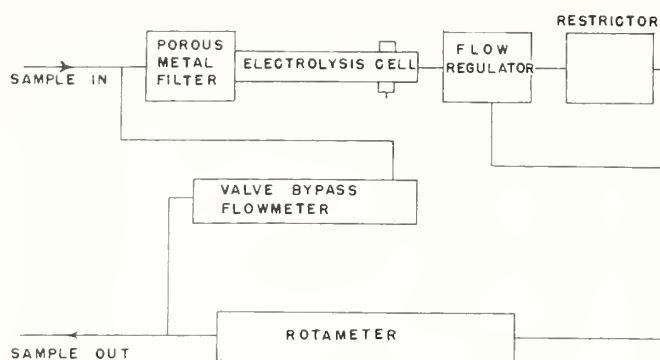 RESTRICTOR
POROUS
METAL
FILTER
ELECTROLYSIS CELL
FLOW
REGULATOR
SAMPLE IN
VALVE BYPASS
FLOWMETER
ROTAMETER
SAMPLE OUT